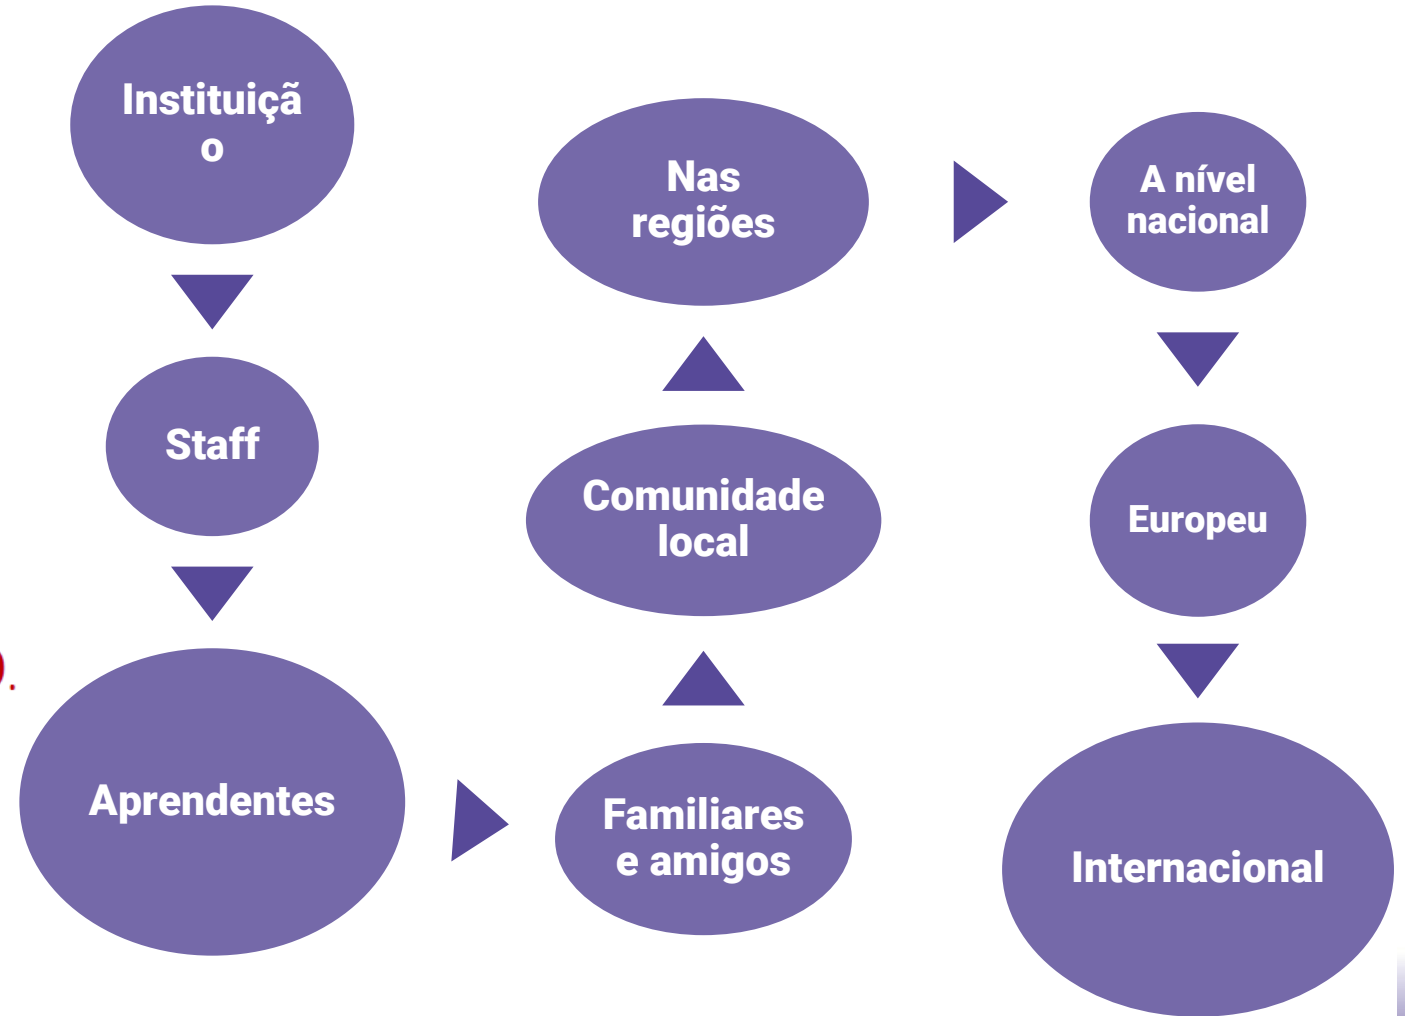 Instituiçã
o
Staff
Aprendentes
Familiares
e amigos
Comunidade
local
Nas
regiões
A nível
nacional
Europeu
Internacional